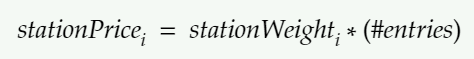 stationPrice_i = stationWeight_i * (#entries)